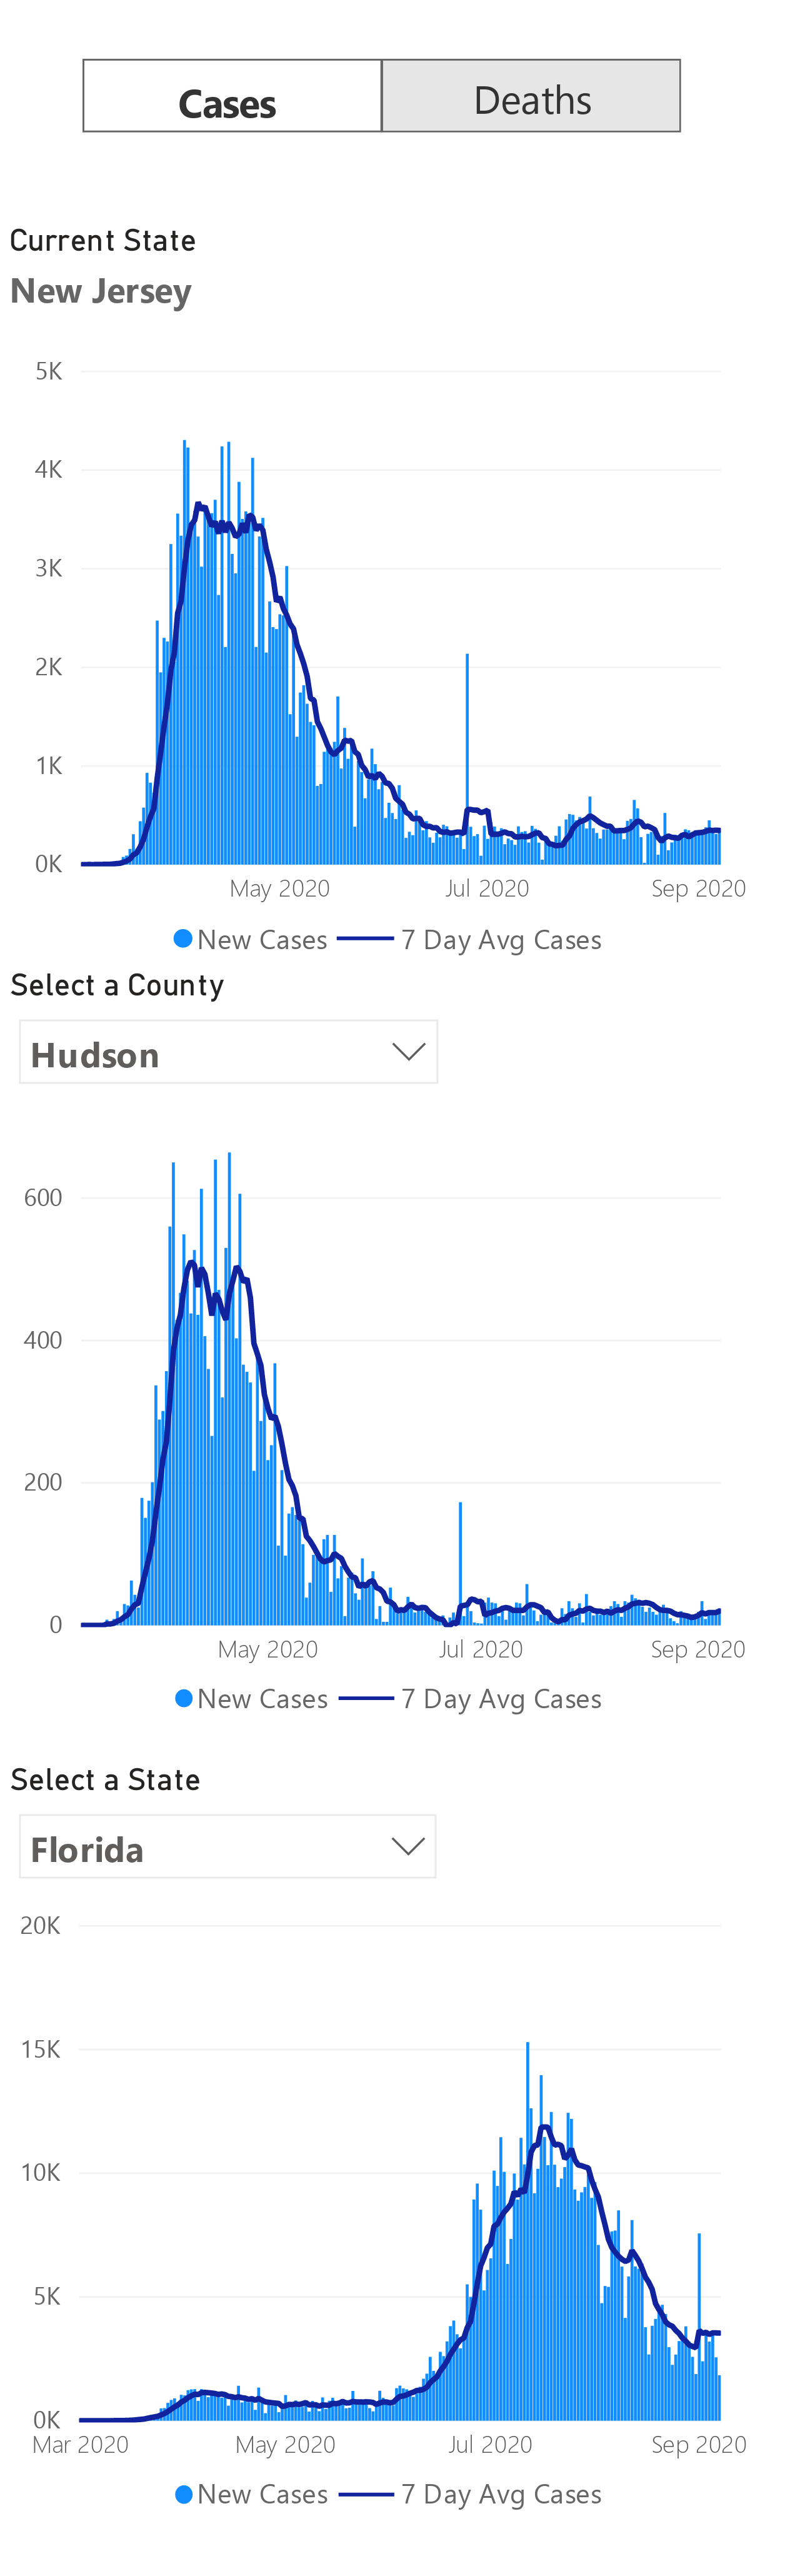 Cases Deaths
Current State
New Jersey
5K
4K
3K
2K
1K
0K
May 2020 Jul 2020 Sep 2020
New Cases 7 Day Avg Cases
Select a County
Hudson
600
400
200
0
May 2020 Jul 2020 Sep 2020
New Cases 7 Day Avg Cases
Select a State
Florida
20K
15K
10K
5K
0K
Mar 2020 May 2020 Jul 2020 Sep 2020
New Cases 7 Day Avg Cases